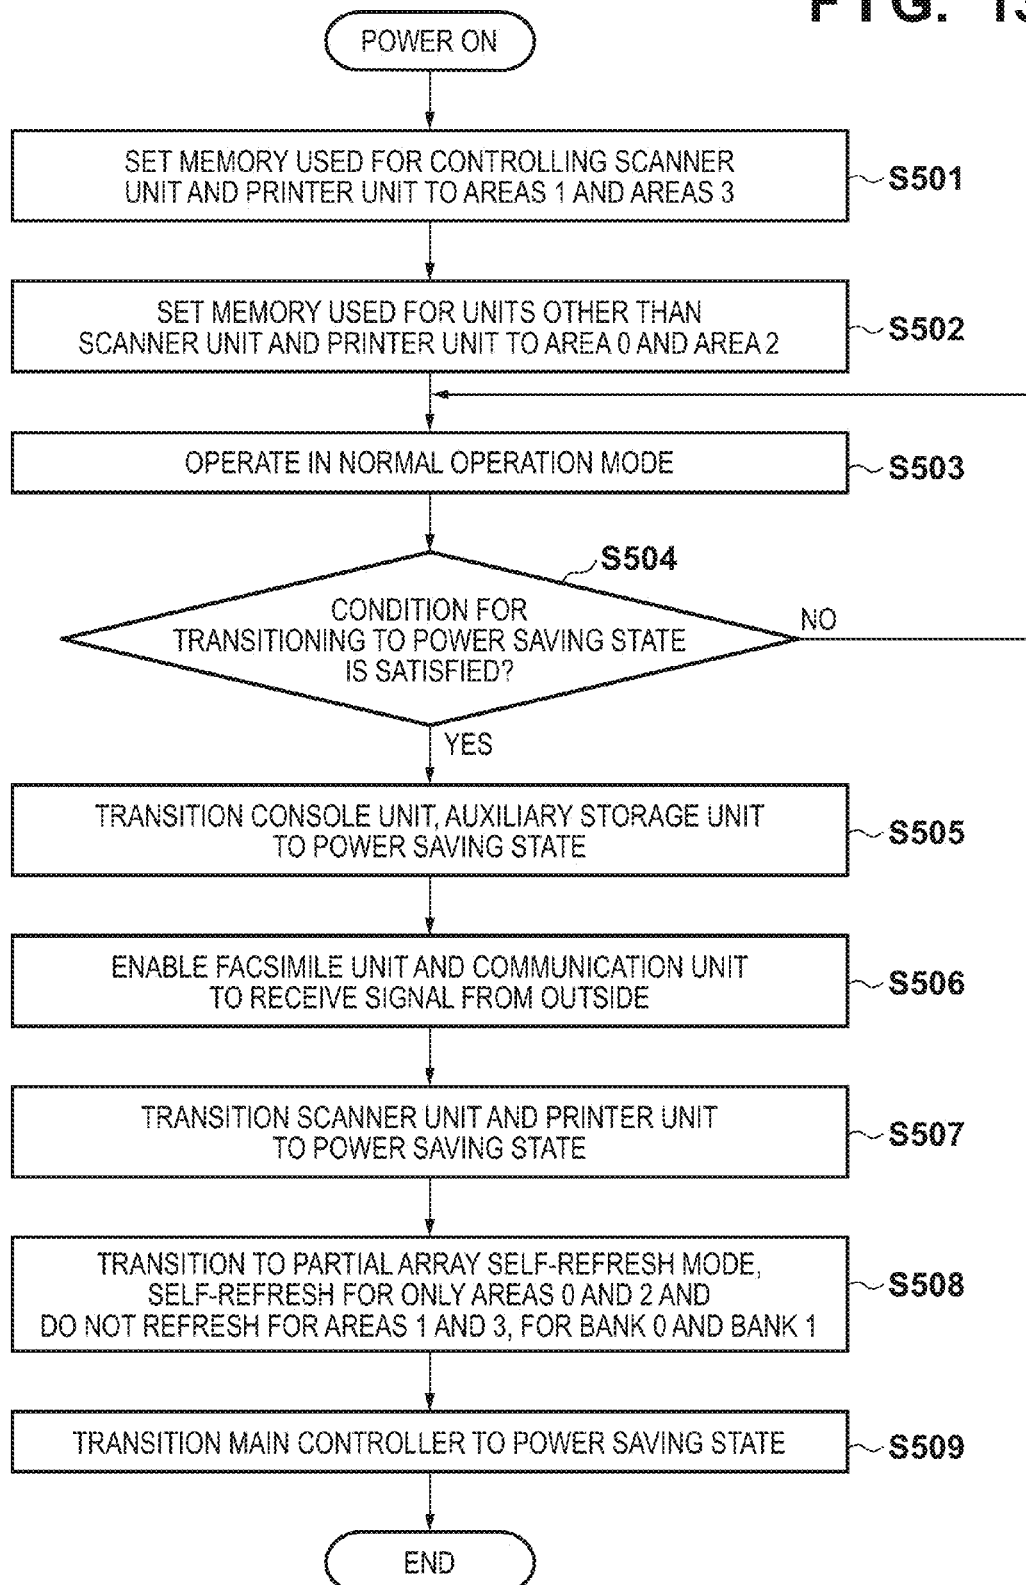 FIG. 13
POWER ON
SET MEMORY USED FOR CONTROLLING SCANNER
UNIT AND PRINTER UNIT TO AREAS 1 AND AREAS 3
S501
SET MEMORY USED FOR UNITS OTHER THAN
SCANNER UNIT AND PRINTER UNIT TO AREA 0 AND AREA 2
S502
OPERATE IN NORMAL OPERATION MODE
S503
S504
CONDITION FOR
TRANSITIONING TO POWER SAVING STATE
IS SATISFIED?
NO
YES
TRANSITION CONSOLE UNIT, AUXILIARY STORAGE UNIT
TO POWER SAVING STATE
S505
ENABLE FACSIMILE UNIT AND COMMUNICATION UNIT
TO RECEIVE SIGNAL FROM OUTSIDE
S506
TRANSITION SCANNER UNIT AND PRINTER UNIT
TO POWER SAVING STATE
S507
TRANSITION TO PARTIAL ARRAY SELF-REFRESH MODE,
SELF-REFRESH FOR ONLY AREAS 0 AND 2 AND
DO NOT REFRESH FOR AREAS 1 AND 3, FOR BANK 0 AND BANK 1
S508
TRANSITION MAIN CONTROLLER TO POWER SAVING STATE
S509
END